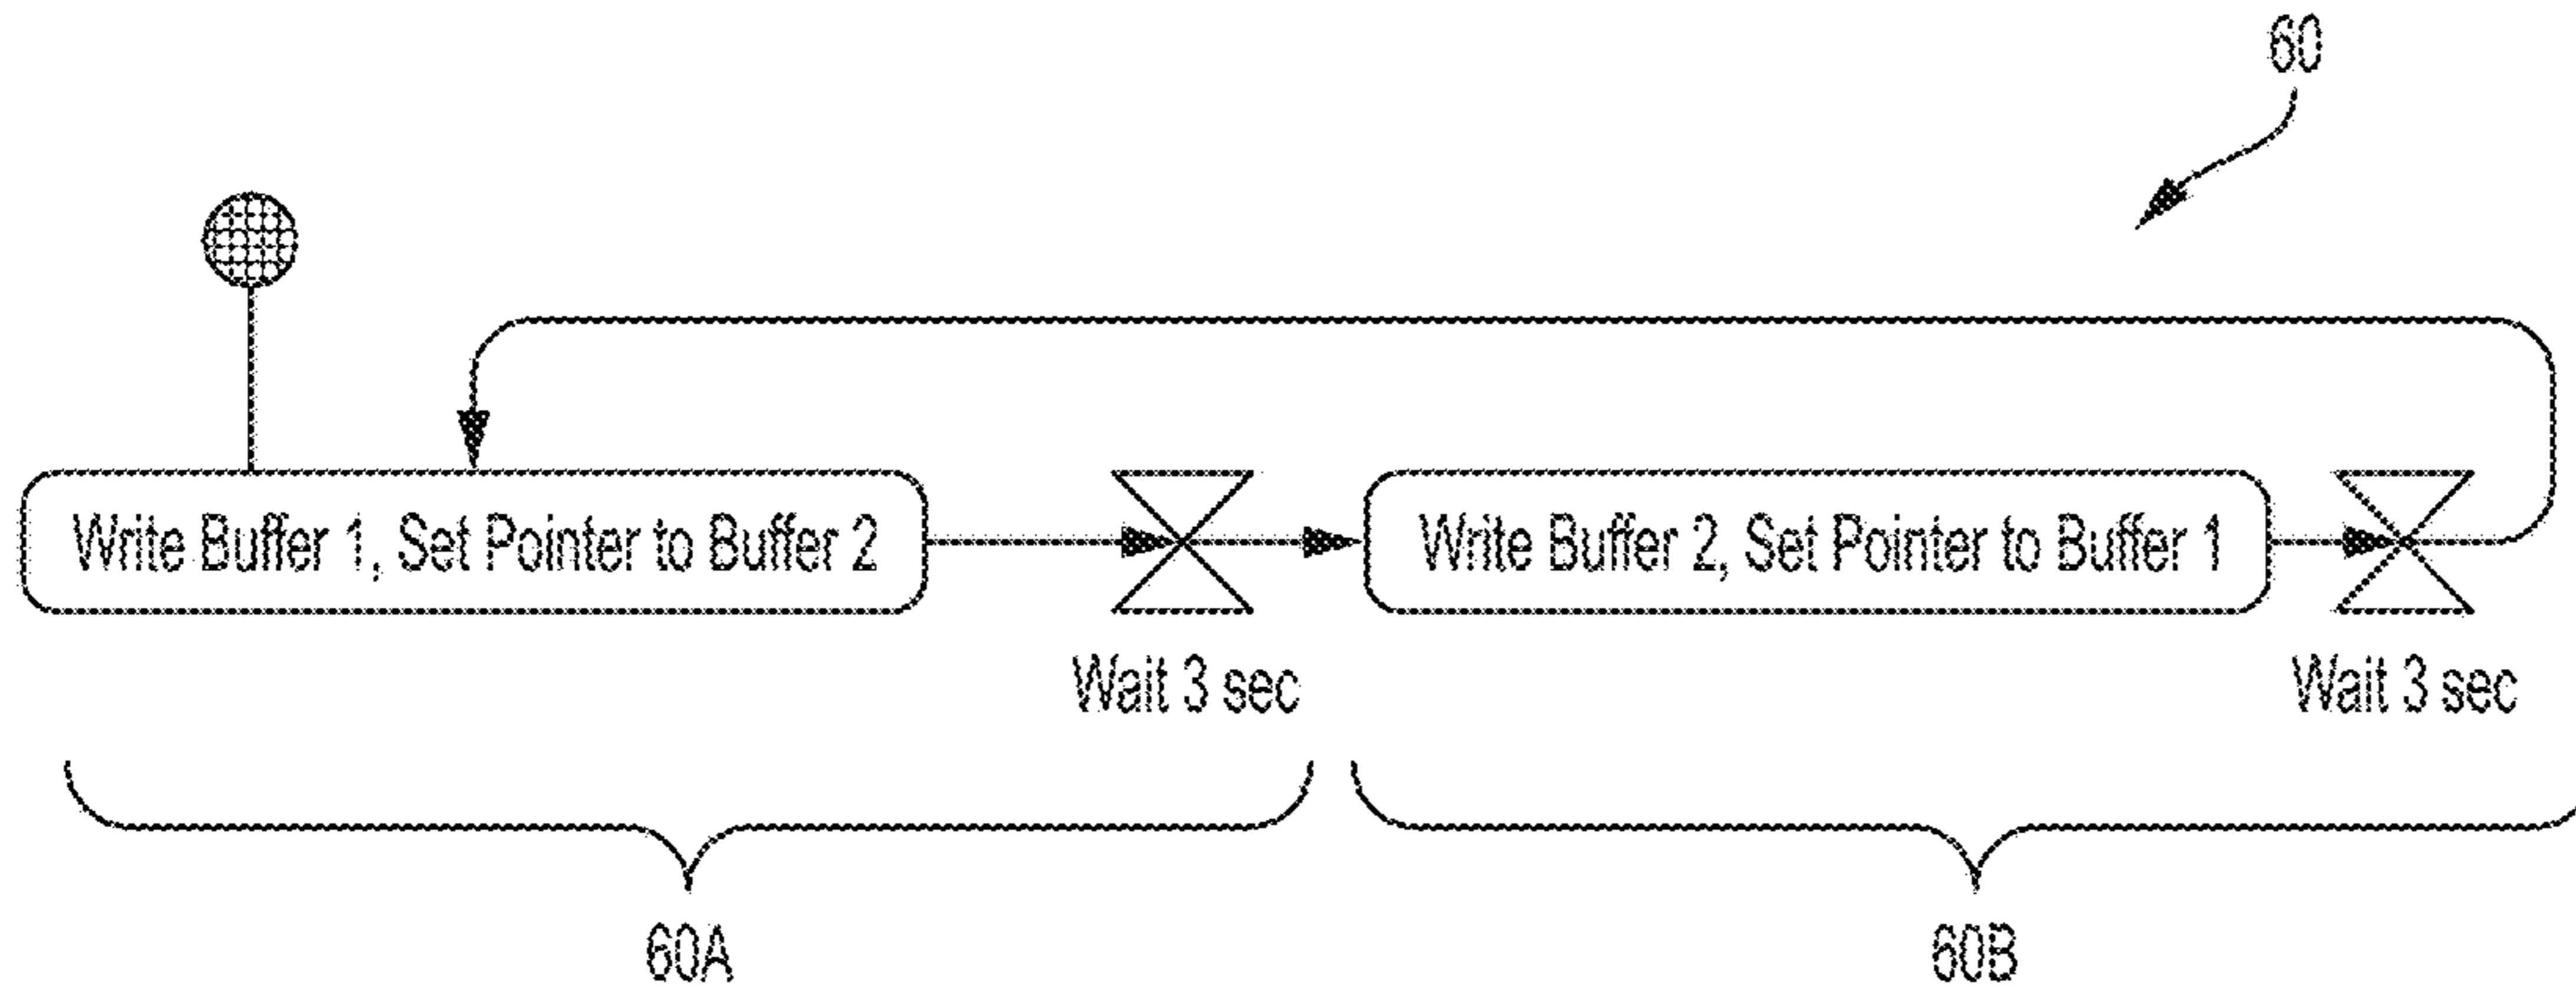 60
Write Buffer 1, Set Pointer to Buffer 2
Write Buffer 2, Set Pointer to Buffer 1
Wait 3 sec
Wait 3 sec
60A
60B